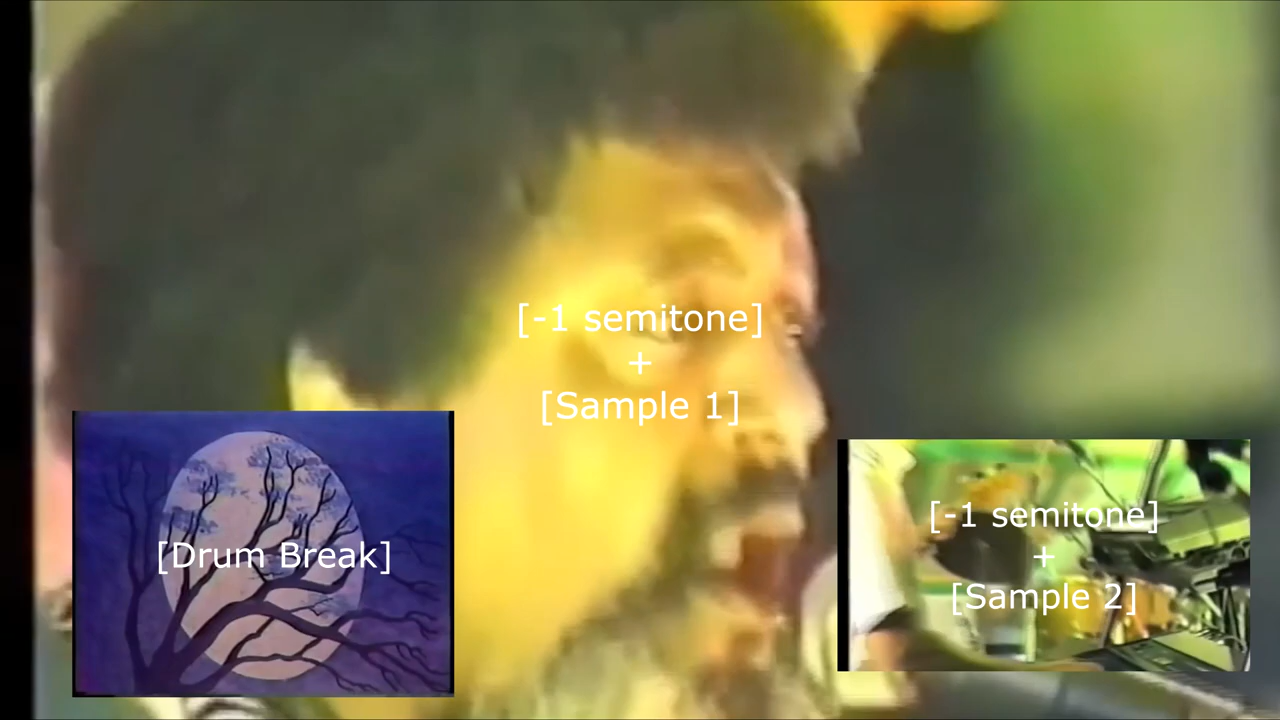 [-1 semitone]
+
[Sample 1]
[Drum Break]
[-1 semitone]
+
[Sample 2]